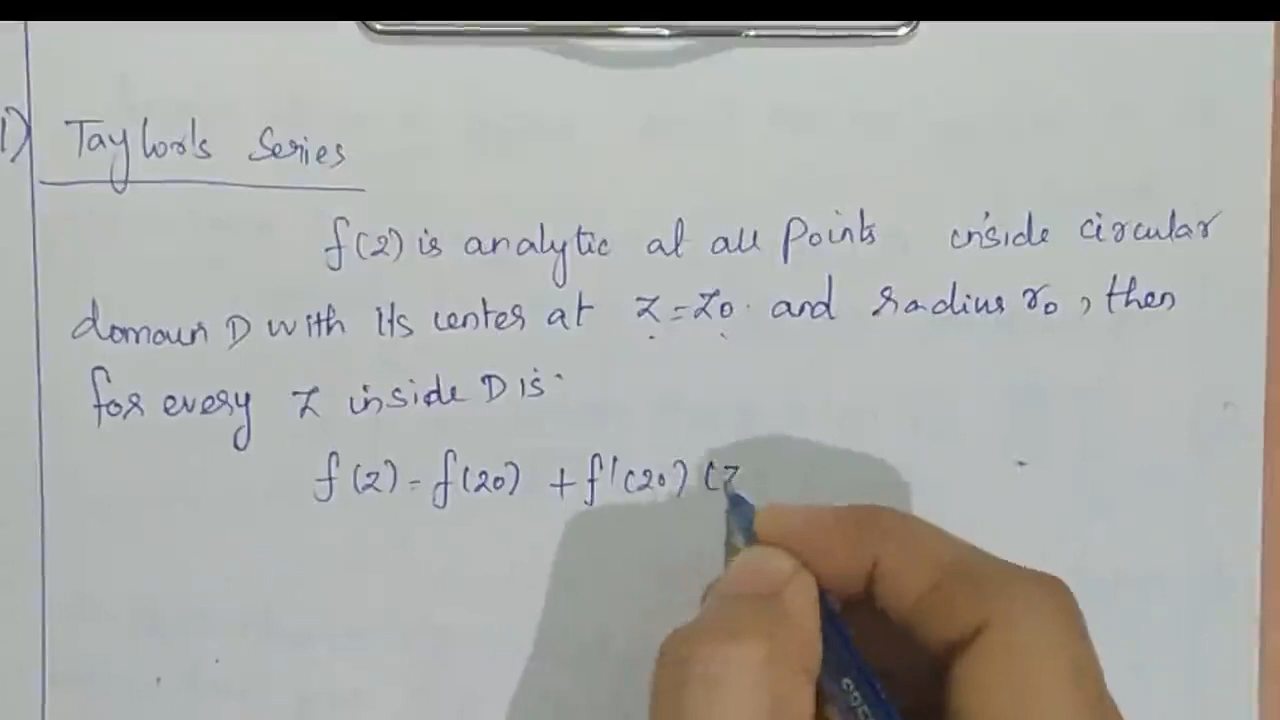 1) Taylor's Series
f(z) is analytic at all points inside circular
domain D with its center at z = z0 and radius r0, then
for every z inside D is
f(z) = f(z0) + f'(z0) (z